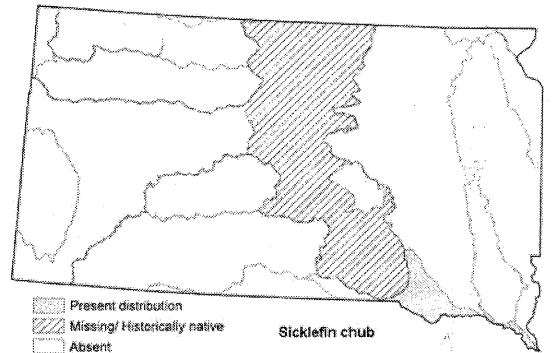 Present distribution
Missing/ Historically native
Absent
Sicklefin chub